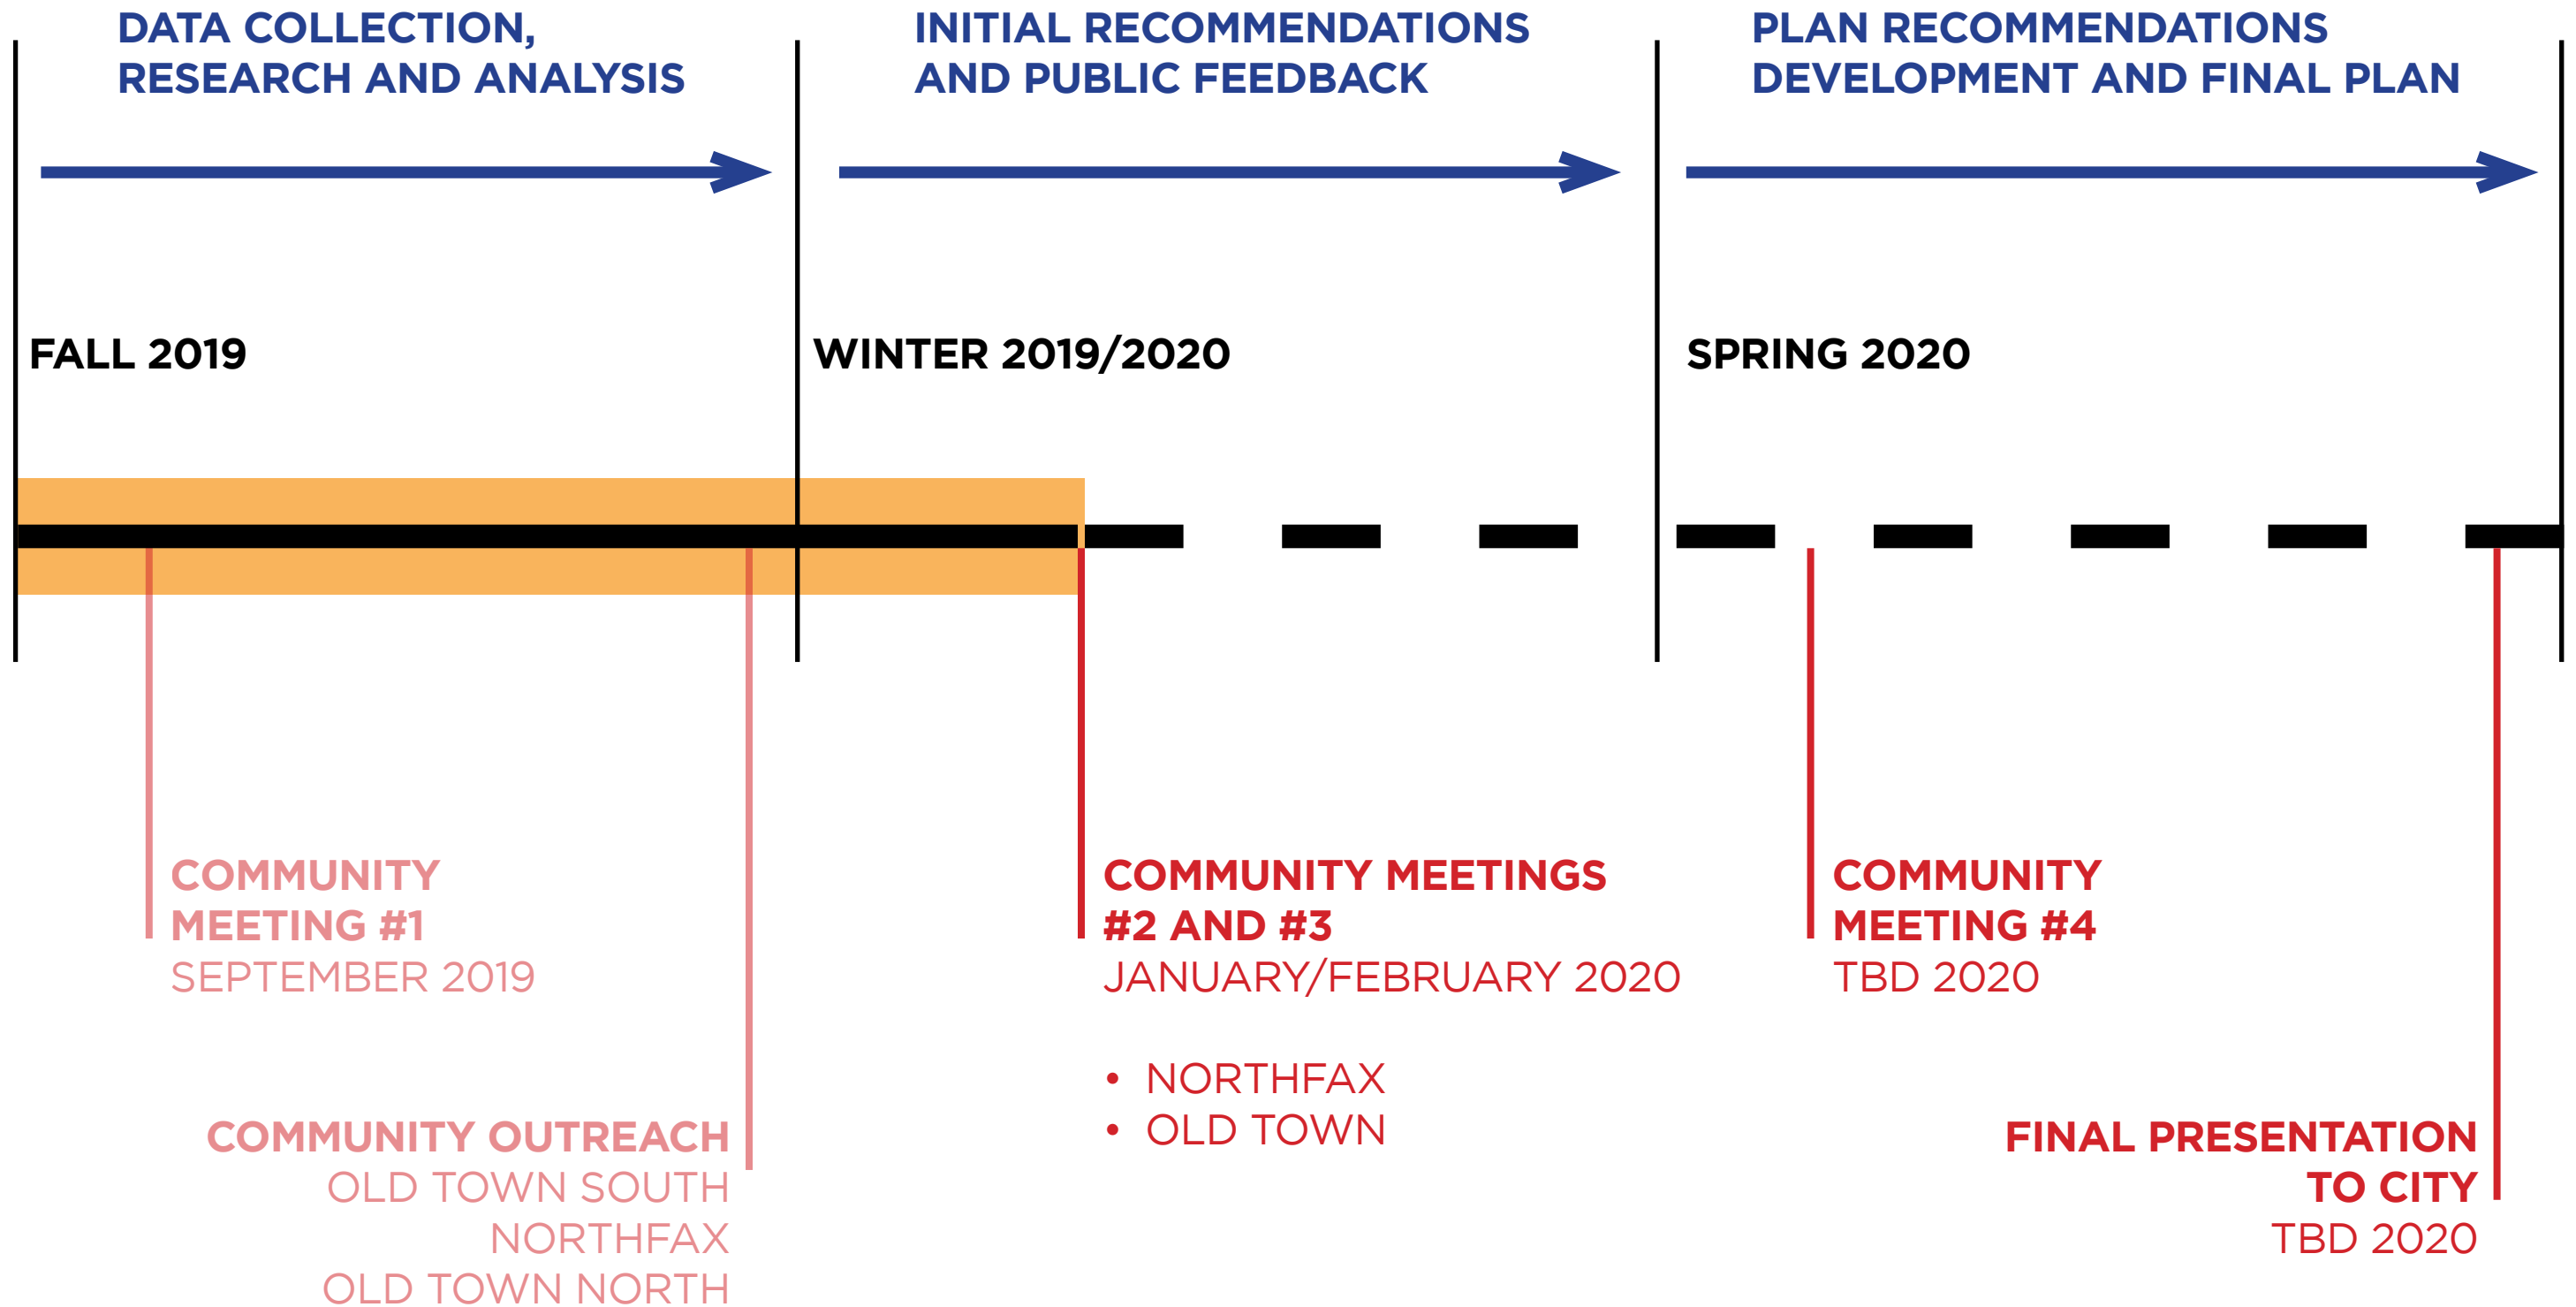 DATA COLLECTION,
RESEARCH AND ANALYSIS
INITIAL RECOMMENDATIONS
AND PUBLIC FEEDBACK
PLAN RECOMMENDATIONS
DEVELOPMENT AND FINAL PLAN
FALL 2019
WINTER 2019/2020
SPRING 2020
COMMUNITY
MEETING #1
SEPTEMBER 2019
COMMUNITY OUTREACH
OLD TOWN SOUTH
NORTHFAX
OLD TOWN NORTH
COMMUNITY MEETINGS
#2 AND #3
JANUARY/FEBRUARY 2020
• NORTHFAX
• OLD TOWN
COMMUNITY
MEETING #4
TBD 2020
FINAL PRESENTATION
TO CITY
TBD 2020